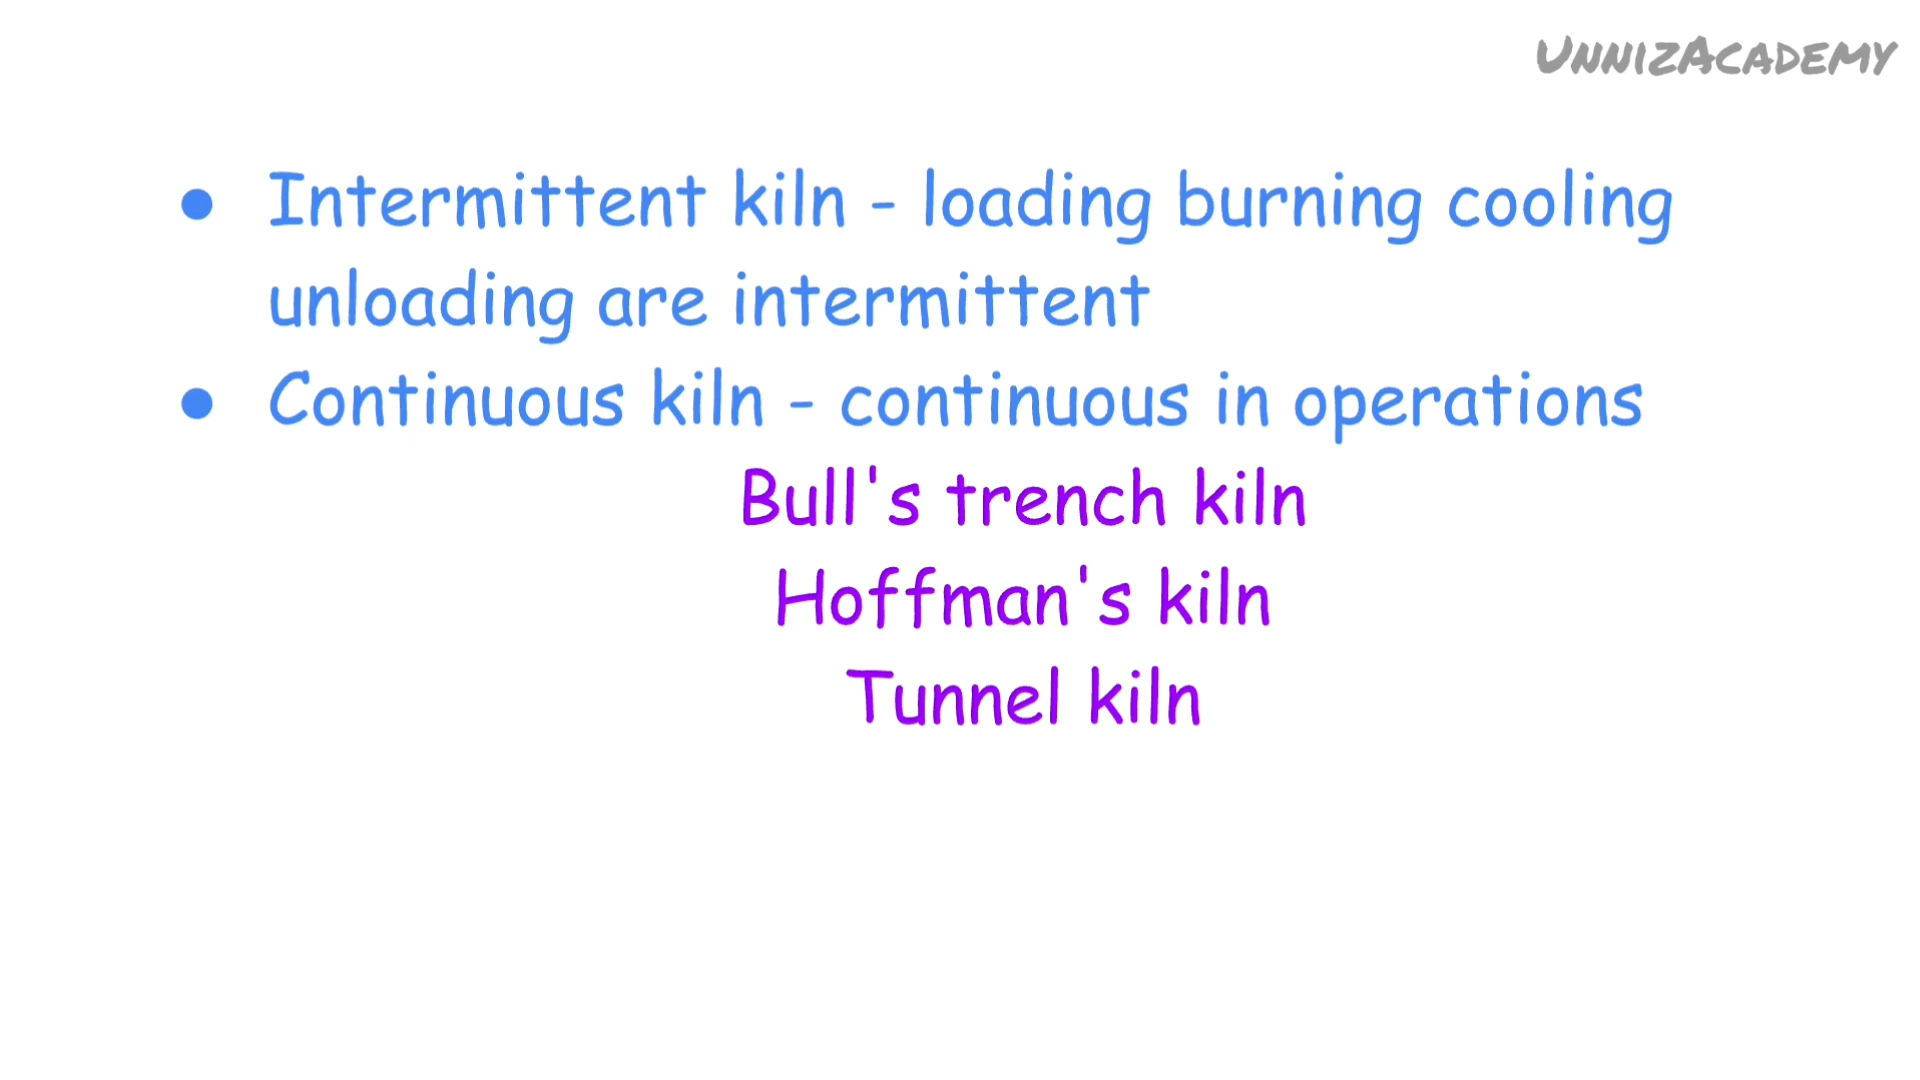 UnnizAcademy
● Intermittent kiln - loading burning cooling
unloading are intermittent
● Continuous kiln - continuous in operations
Bull's trench kiln
Hoffman's kiln
Tunnel kiln